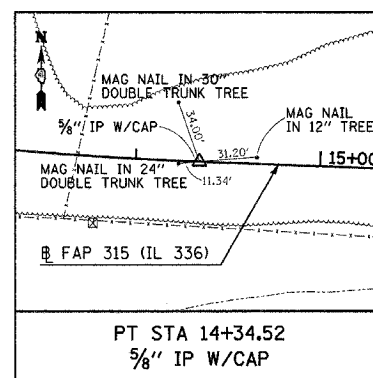 N
MAG NAIL IN 30"
DOUBLE TRUNK TREE
5/8" IP W/CAP
34.00'
MAG NAIL
IN 12" TREE
31.20'
15+00
MAG NAIL IN 24"
DOUBLE TRUNK TREE
11.34'
FAP 315 (IL 336)
PT STA 14+34.52
5/8" IP W/CAP